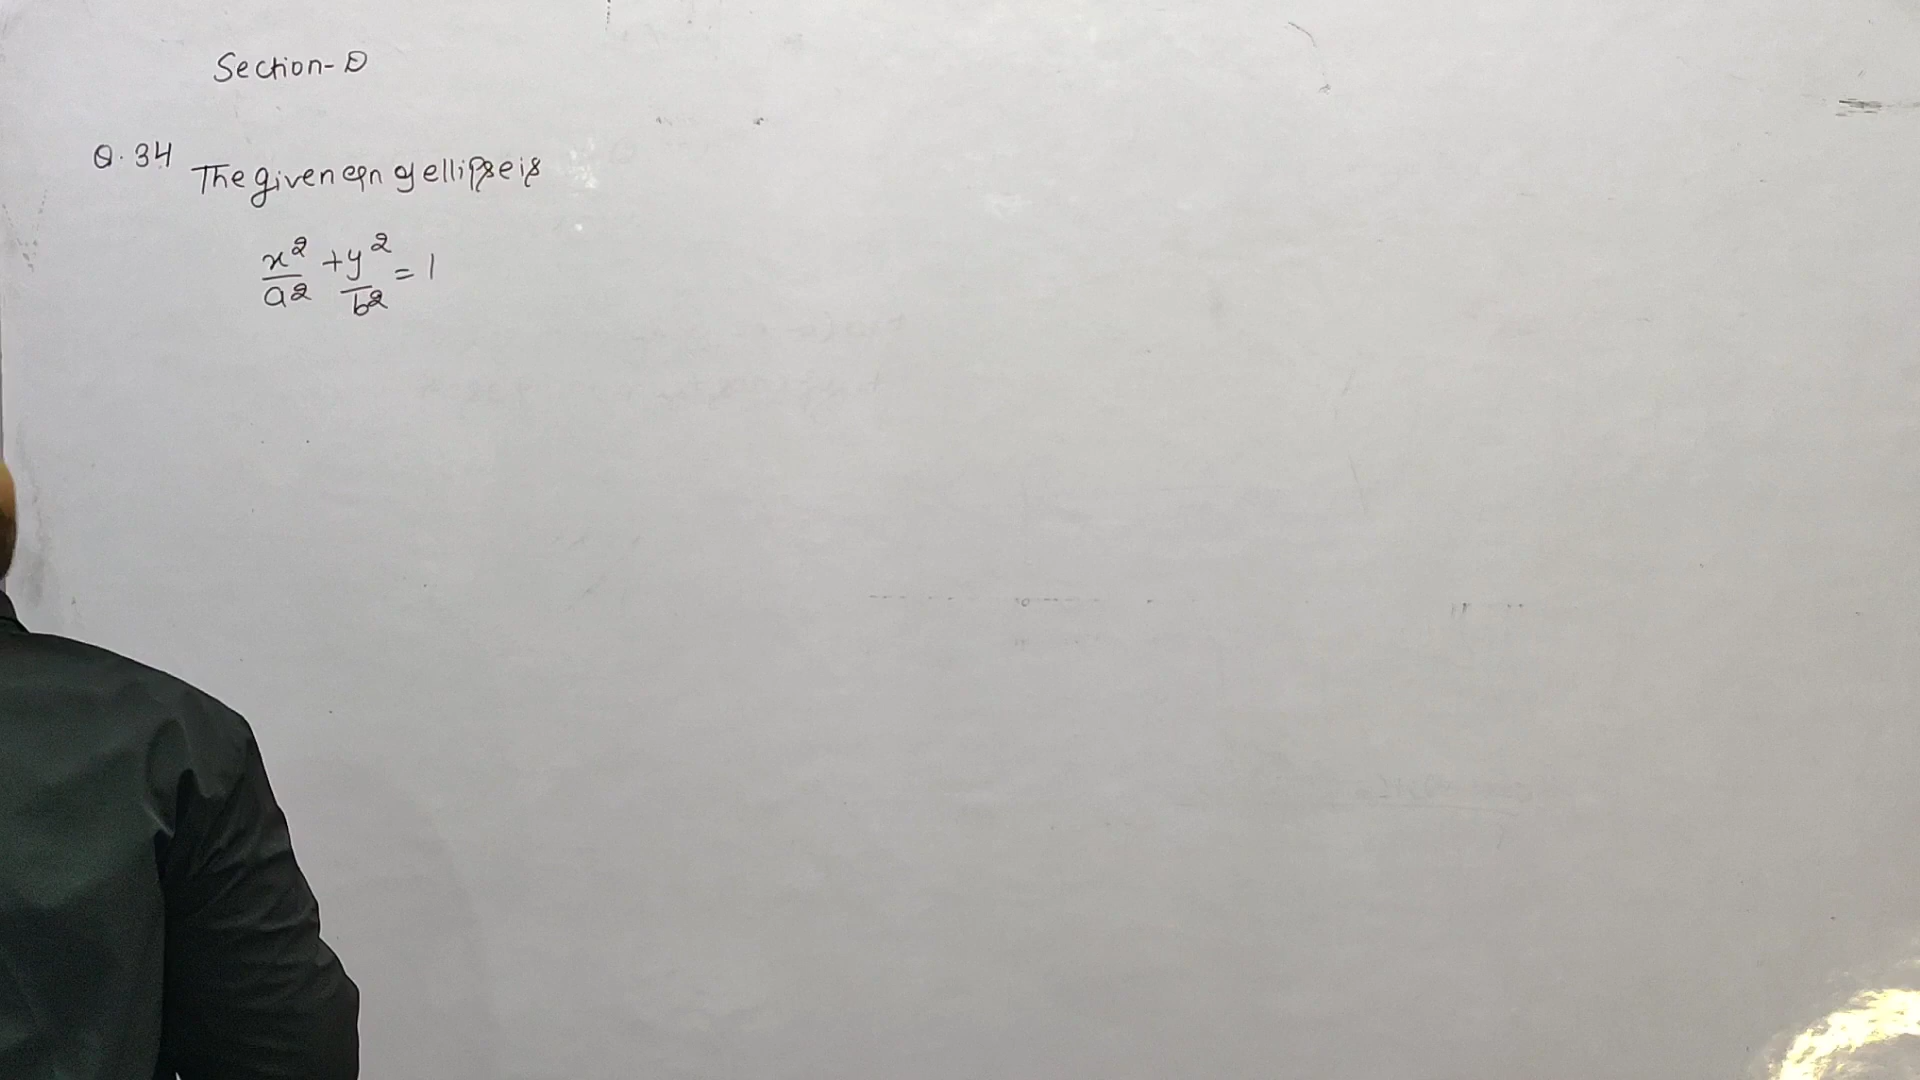 Section-D
Q.34
The given eqn of ellipse is
x²/a² + y²/b² = 1